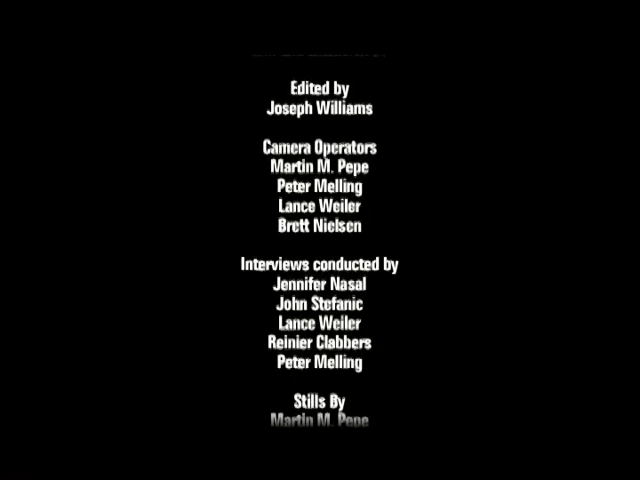 Edited by
Joseph Williams
Camera Operators
Martin M. Pepe
Peter Melling
Lance Weiler
Brett Nielsen
Interviews conducted by
Jennifer Nasal
John Stefanic
Lance Weiler
Reinier Clabbers
Peter Melling
Stills By
Martin M. Pepe